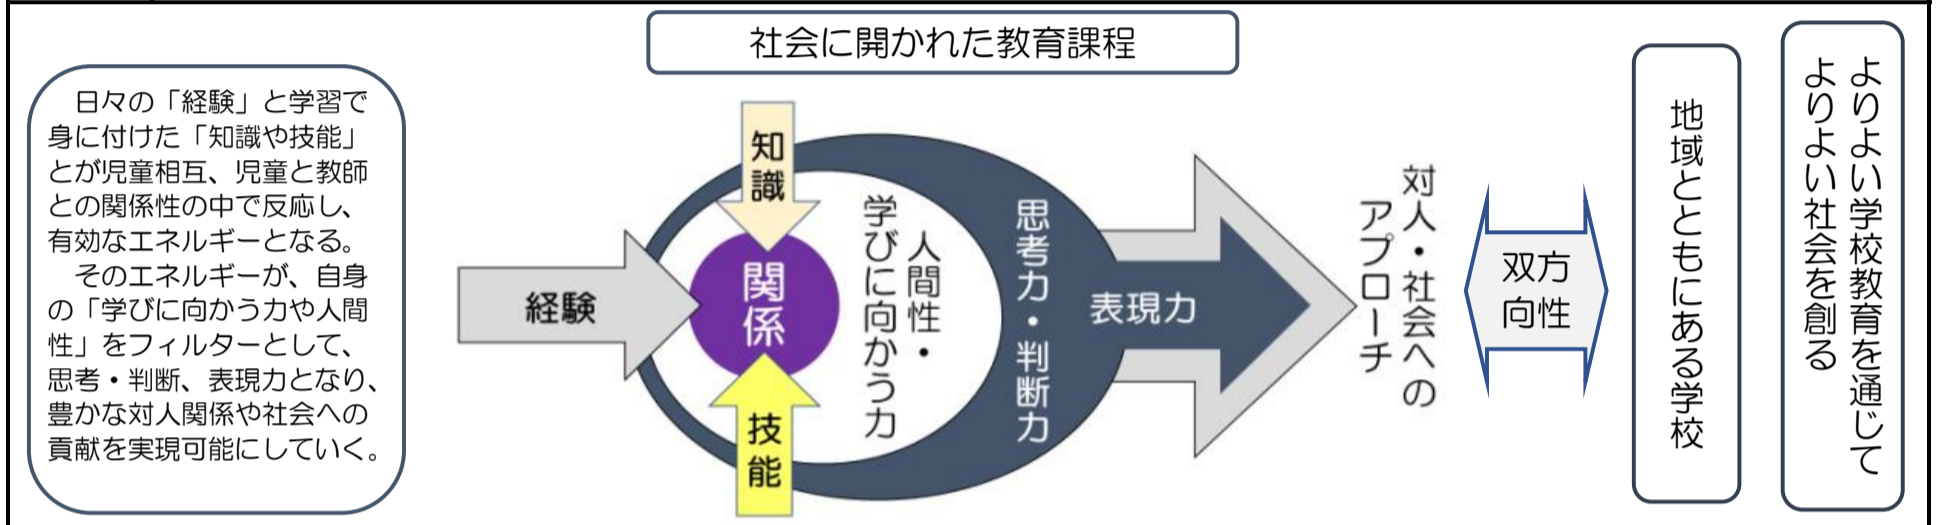 社会に開かれた教育課程
日々の「経験」と学習で
身に付けた「知識や技能」
とが児童相互、児童と教師
との関係性の中で反応し、
有効なエネルギーとなる。
そのエネルギーが、自身
の「学びに向かう力や人間
性」をフィルターとして、
思考・判断、表現力となり、
豊かな対人関係や社会への
貢献を実現可能にしていく。
経験
知識
関係
技能
人間性・
学びに向かう力
思考力・判断力
表現力
対人・社会への
アプローチ
双方
向性
地域とともにある学校
よりよい学校教育を通じて
よりよい社会を創る